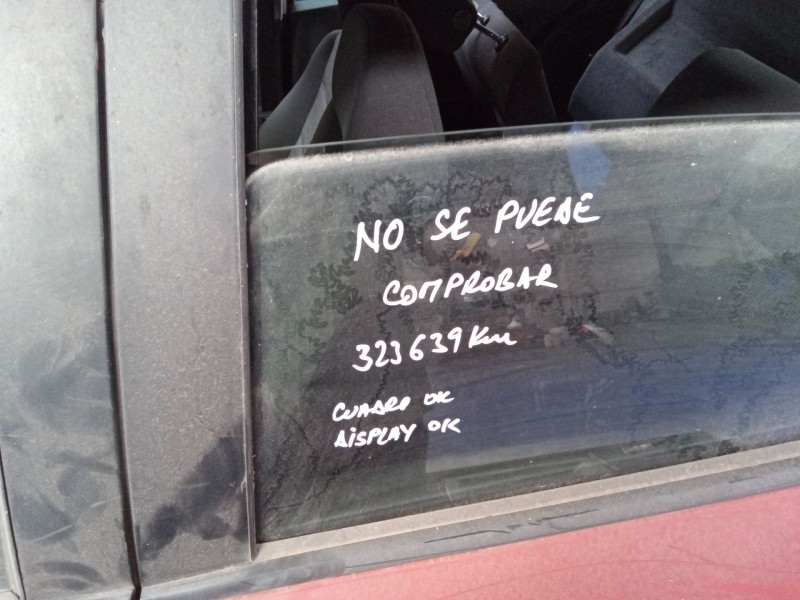 NO SE PUEDE
COMPROBAR
323639 Km
CUADRO OK
DISPLAY OK